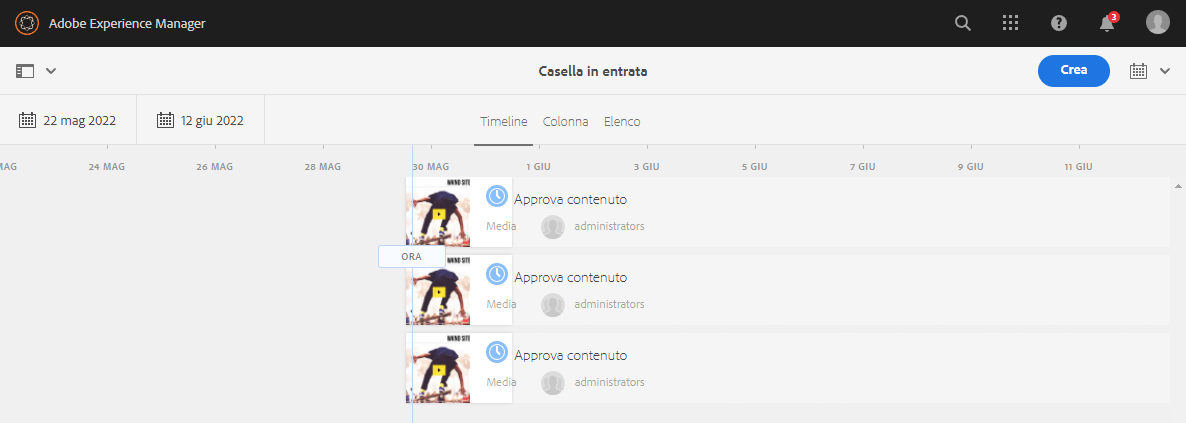 Adobe Experience Manager
3
Casella in entrata
Crea
22 mag 2022
12 giu 2022
Timeline
Colonna
Elenco
MAG
24 MAG
26 MAG
28 MAG
30 MAG
1 GIU
3 GIU
5 GIU
7 GIU
9 GIU
11 GIU
WKND SITE
Approva contenuto
Media
administrators
ORA
WKND SITE
Approva contenuto
Media
administrators
WKND SITE
Approva contenuto
Media
administrators